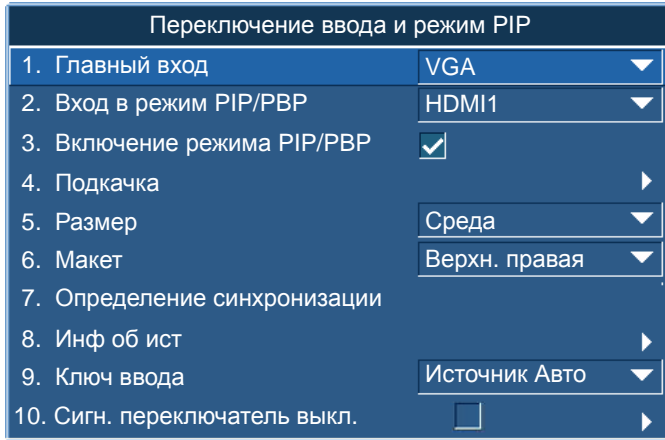 Переключение ввода и режим PIP
1. Главный вход VGA
2. Вход в режим PIP/PBP HDMI1
3. Включение режима PIP/PBP
4. Подкачка
5. Размер Среда
6. Макет Верхн. правая
7. Определение синхронизации
8. Инф об ист
9. Ключ ввода Источник Авто
10. Сигн. переключатель выкл.